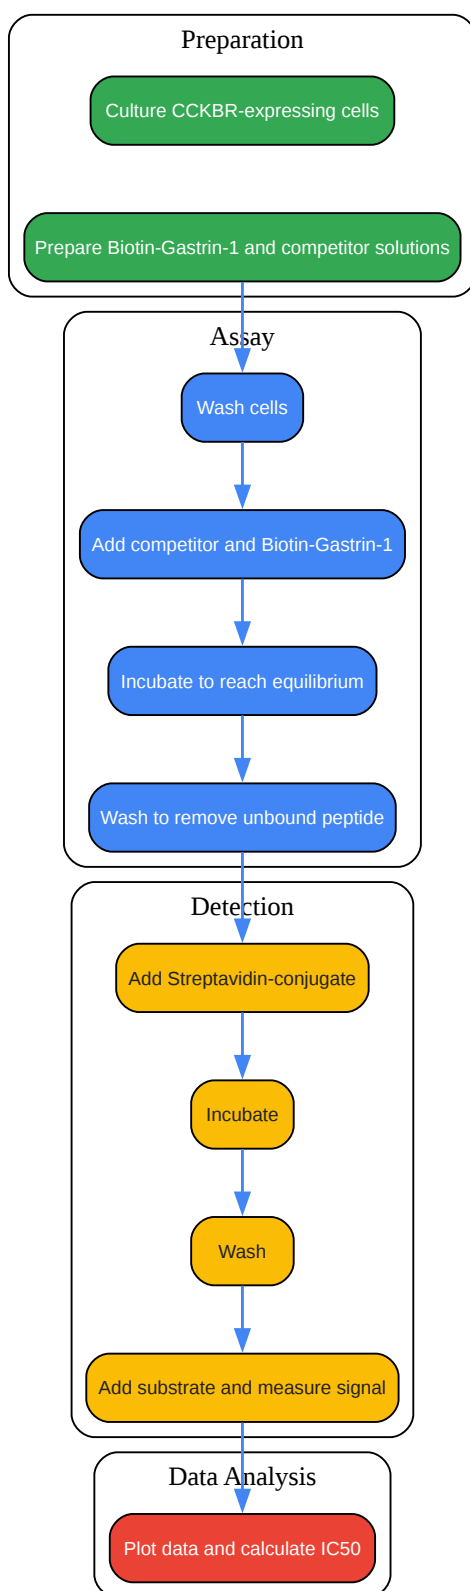 Preparation
Culture CCKBR-expressing cells
Prepare Biotin-Gastrin-1 and competitor solutions
Assay
Wash cells
Add competitor and Biotin-Gastrin-1
Incubate to reach equilibrium
Wash to remove unbound peptide
Detection
Add Streptavidin-conjugate
Incubate
Wash
Add substrate and measure signal
Data Analysis
Plot data and calculate IC50